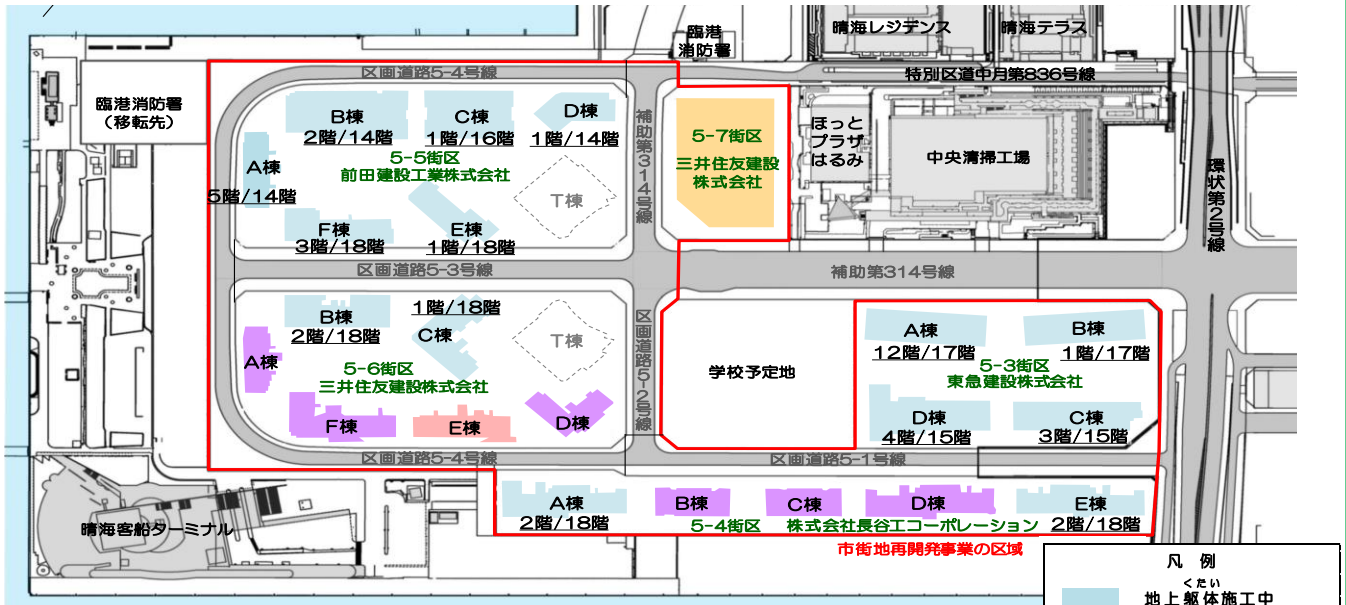 晴海レジデンス
晴海テラス
臨港
消防署
区画道路5-4号線
特別区道中月第836号線
臨港消防署
(移転先)
B棟
2階/14階
C棟
1階/16階
D棟
1階/14階
補助第314号線
5-7街区
三井住友建設
株式会社
ほっと
プラザ
はるみ
中央清掃工場
環状第2号線
A棟
5階/14階
5-5街区
前田建設工業株式会社
T棟
F棟
3階/18階
E棟
1階/18階
区画道路5-3号線
補助第314号線
B棟
2階/18階
1階/18階
C棟
T棟
区画道路5-2号線
A棟
5-6街区
三井住友建設株式会社
F棟
E棟
D棟
学校予定地
A棟
12階/17階
B棟
1階/17階
5-3街区
東急建設株式会社
D棟
4階/15階
C棟
3階/15階
区画道路5-4号線
区画道路5-1号線
A棟
2階/18階
B棟
C棟
D棟
E棟
2階/18階
5-4街区 株式会社長谷工コーポレーション
晴海客船ターミナル
市街地再開発事業の区域
凡 例
くたい
地上躯体施工中